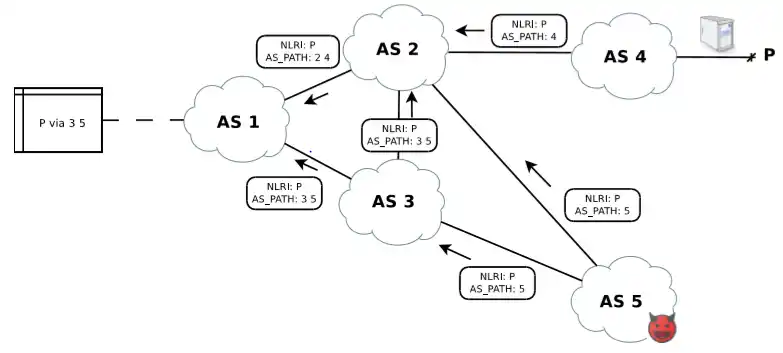 NLRI: P
AS_PATH: 4
NLRI: P
AS_PATH: 2 4
AS 2
AS 4
P
P via 3 5
AS 1
NLRI: P
AS_PATH: 3 5
NLRI: P
AS_PATH: 3 5
AS 3
NLRI: P
AS_PATH: 5
NLRI: P
AS_PATH: 5
AS 5